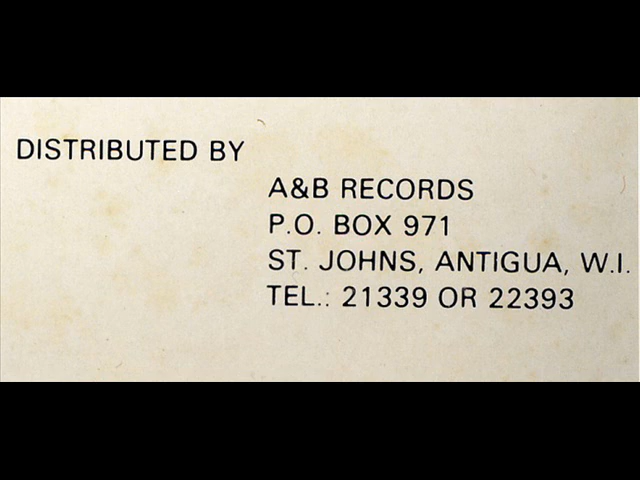 DISTRIBUTED BY
A&B RECORDS
P.O. BOX 971
ST. JOHNS, ANTIGUA, W.I.
TEL.: 21339 OR 22393